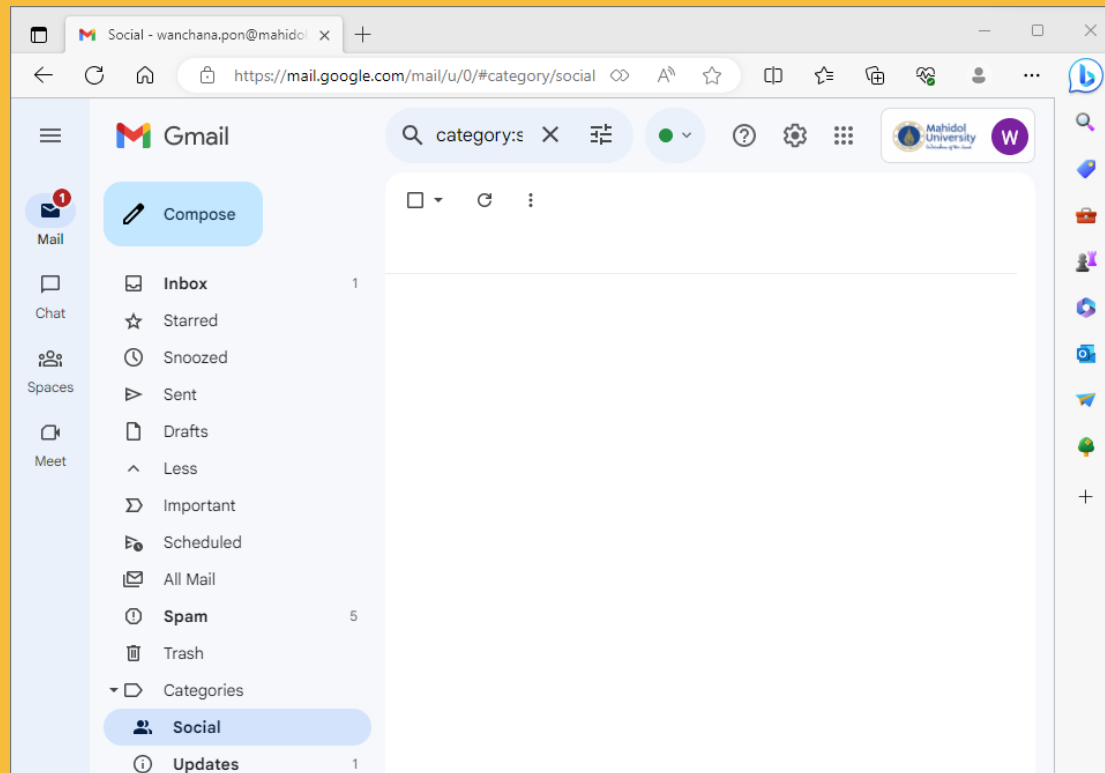 Social - wanchana.pon@mahidol
https://mail.google.com/mail/u/0/#category/social
Gmail
category:s
Mahidol
University
W
1
Mail
Compose
Chat
Inbox 1
Starred
Spaces
Snoozed
Sent
Meet
Drafts
Less
Important
Scheduled
All Mail
Spam 5
Trash
Categories
Social
Updates 1